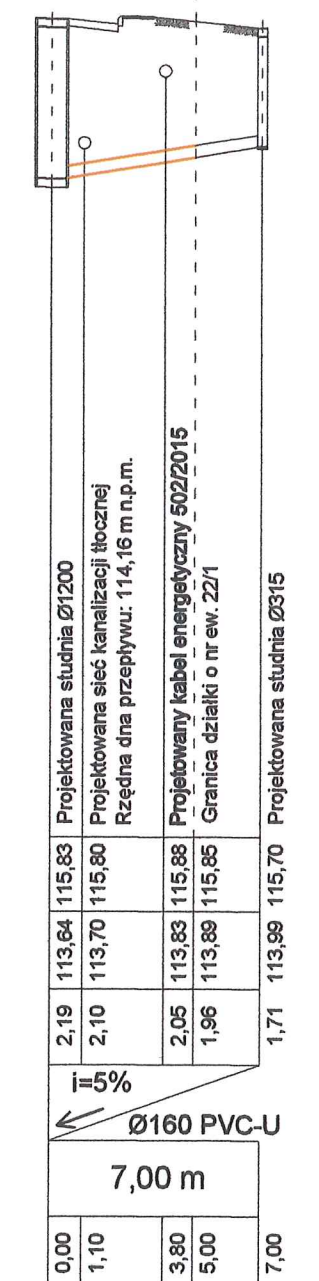 Projektowana studnia Ø1200
Projektowana sieć kanalizacji tłocznej
Rzędna dna przepływu: 114,16 m n.p.m.
Projetowany kabel energetyczny 502/2015
Granica działki o nr ew. 22/1
Projektowana studnia Ø315
115,83
115,80
115,88
115,85
115,70
113,64
113,70
113,83
113,89
113,99
2,19
2,10
2,05
1,96
1,71
i=5%
Ø160 PVC-U
7,00 m
0,00
1,10
3,80
5,00
7,00